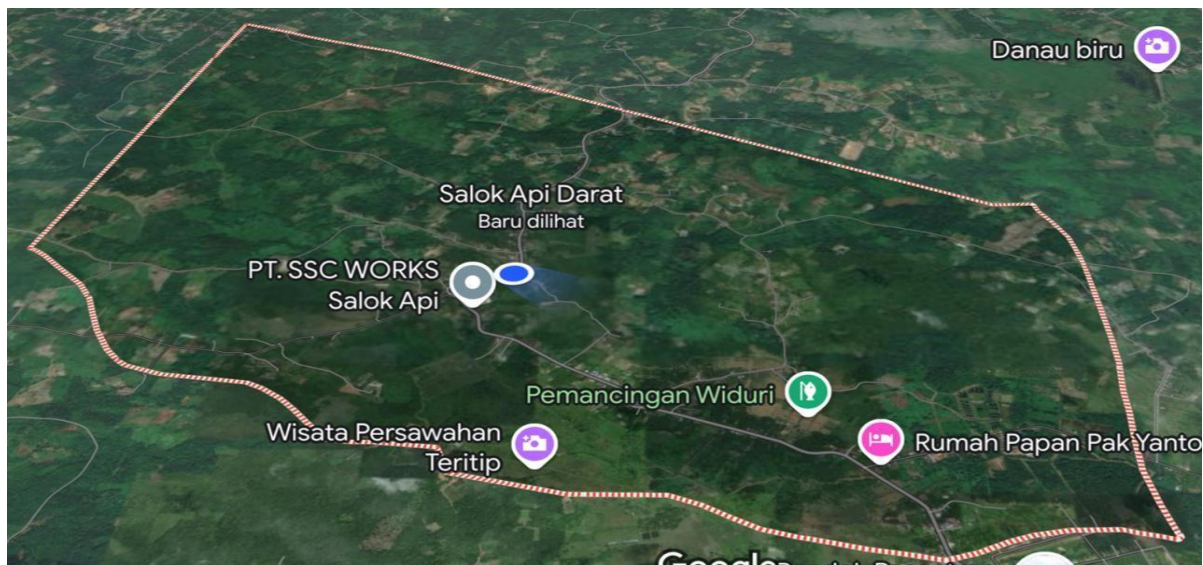 Danau biru
Salok Api Darat
Baru dilihat
PT. SSC WORKS
Salok Api
Pemancingan Widuri
Wisata Persawahan
Teritip
Rumah Papan Pak Yanto
Google